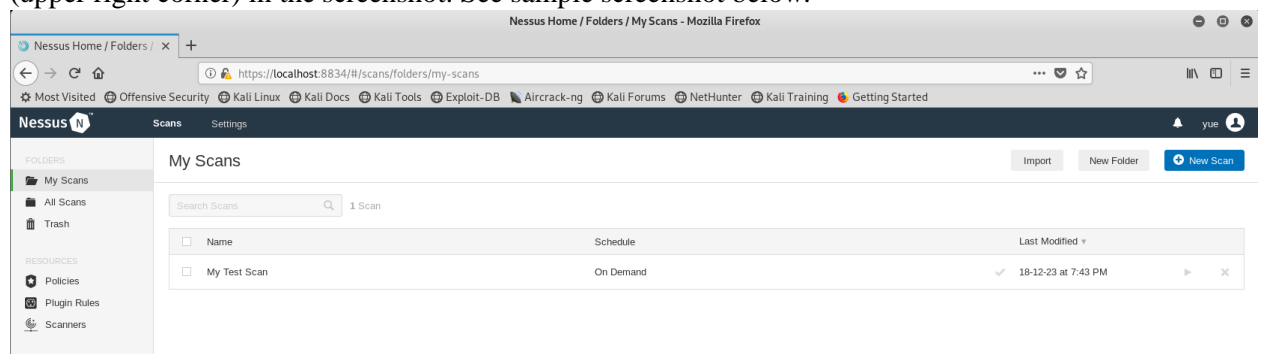 (upper right corner) in the screenshot. See sample screenshot below.
Nessus Home / Folders / My Scans - Mozilla Firefox
Nessus Home / Folders /
https://localhost:8834/#/scans/folders/my-scans
Most Visited Offensive Security Kali Linux Kali Docs Kali Tools Exploit-DB Aircrack-ng Kali Forums NetHunter Kali Training Getting Started
Nessus N Scans Settings yue
FOLDERS
My Scans
All Scans
Trash
RESOURCES
Policies
Plugin Rules
Scanners
My Scans Import New Folder New Scan
Search Scans 1 Scan
Name Schedule Last Modified
My Test Scan On Demand 18-12-23 at 7:43 PM